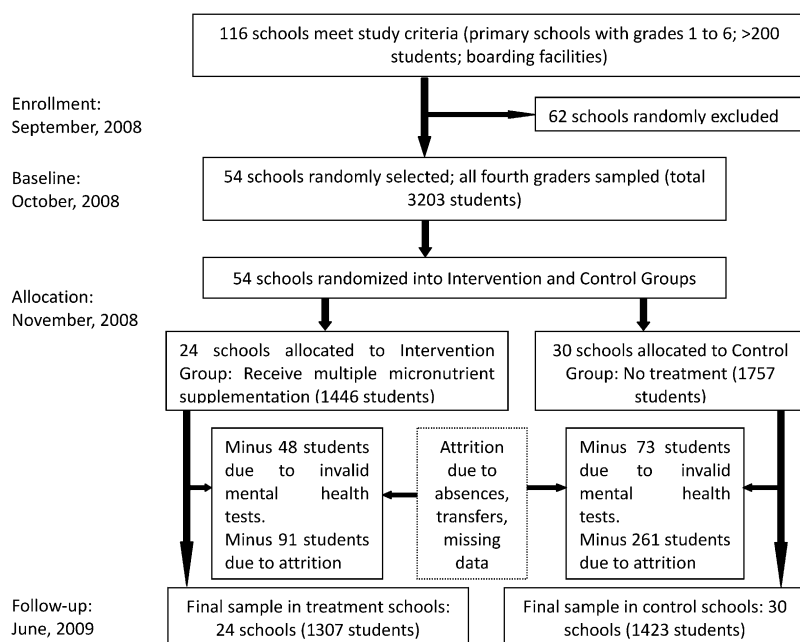 116 schools meet study criteria (primary schools with grades 1 to 6; >200
students; boarding facilities)
Enrollment:
September, 2008
62 schools randomly excluded
Baseline:
October, 2008
54 schools randomly selected; all fourth graders sampled (total
3203 students)
54 schools randomized into Intervention and Control Groups
Allocation:
November, 2008
24 schools allocated to Intervention
Group: Receive multiple micronutrient
supplementation (1446 students)
30 schools allocated to Control
Group: No treatment (1757
students)
Minus 48 students
due to invalid
mental health
tests.
Minus 91 students
due to attrition
Attrition
due to
absences,
transfers,
missing
data
Minus 73 students
due to invalid
mental health
tests.
Minus 261 students
due to attrition
Follow-up:
June, 2009
Final sample in treatment schools:
24 schools (1307 students)
Final sample in control schools: 30
schools (1423 students)